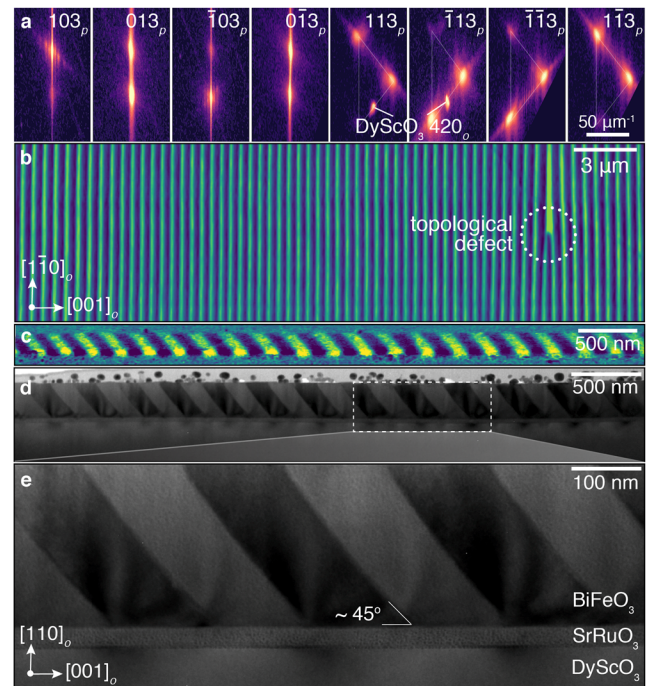 a
103ₚ
013ₚ
1̄03ₚ
01̄3ₚ
113ₚ
1̄13ₚ
1̄1̄3ₚ
11̄3ₚ
DyScO₃ 420ₒ
50 μm⁻¹
b
3 μm
topological
defect
[11̄0]ₒ
[001]ₒ
c
500 nm
d
500 nm
e
100 nm
~ 45º
BiFeO₃
SrRuO₃
DyScO₃
[110]ₒ
[001]ₒ